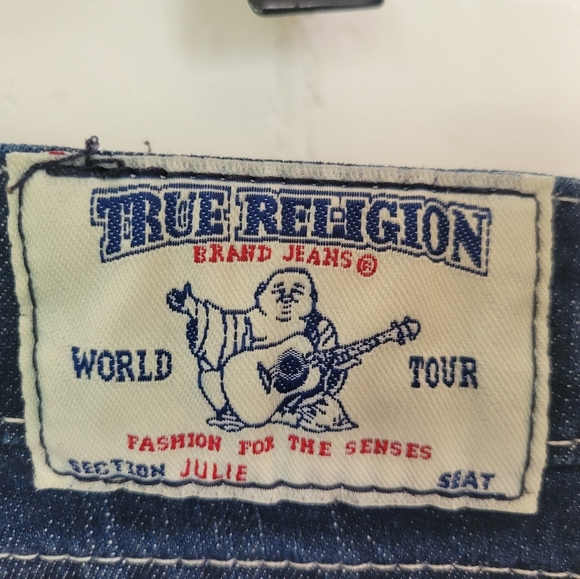 TRUE RELIGION
BRAND JEANS®
WORLD TOUR
FASHION FOR THE SENSES
SECTION JULIE SEAT